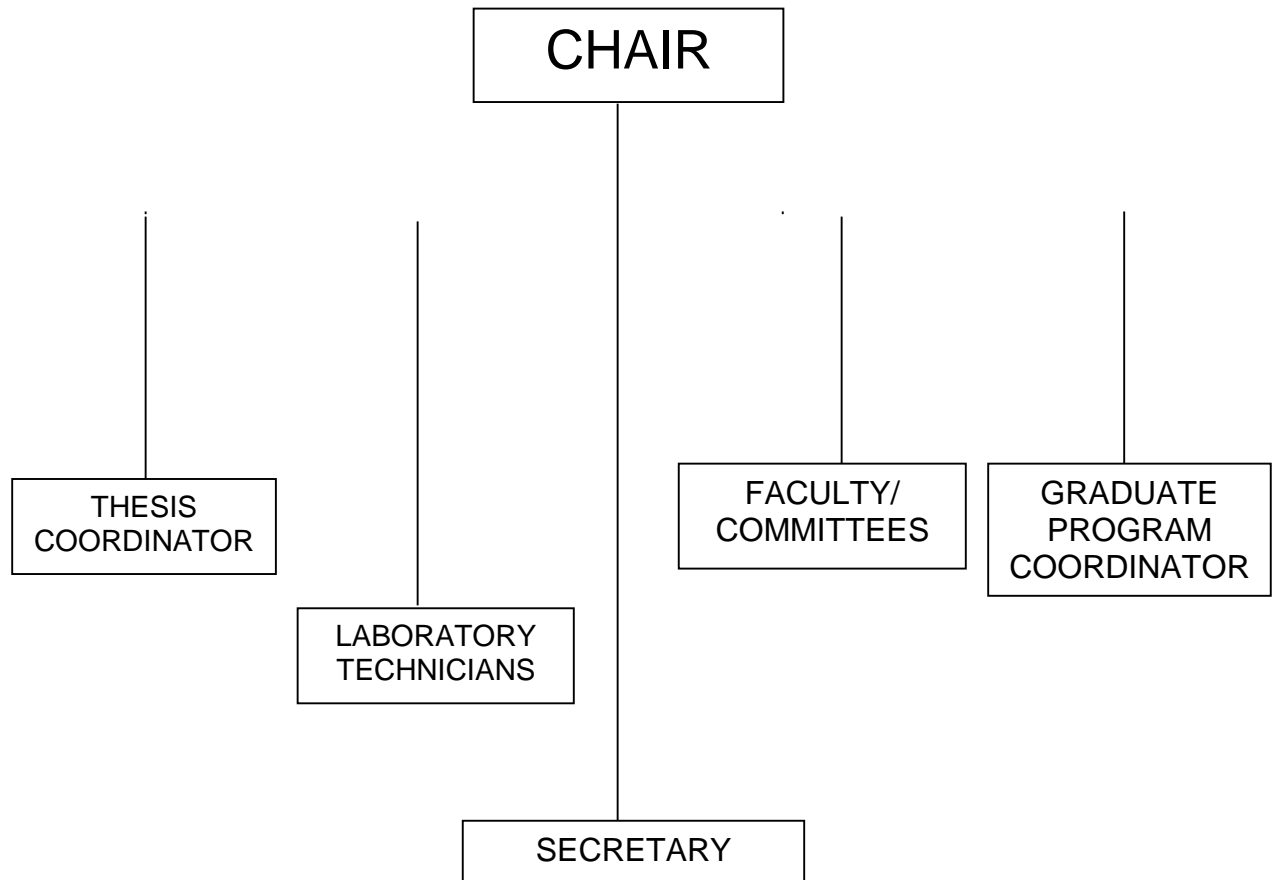 CHAIR
THESIS
COORDINATOR
LABORATORY
TECHNICIANS
FACULTY/
COMMITTEES
GRADUATE
PROGRAM
COORDINATOR
SECRETARY